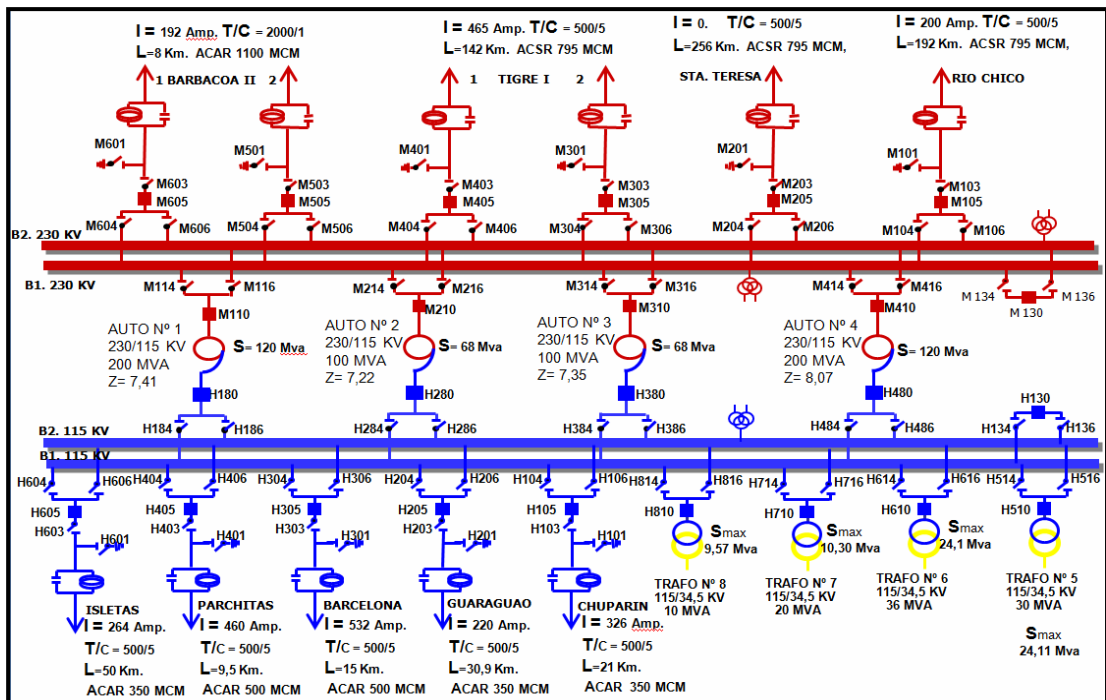 I = 192 Amp. T/C = 2000/1
L=8 Km. ACAR 1100 MCM
I = 465 Amp. T/C = 500/5
L=142 Km. ACSR 795 MCM
I = 0. T/C = 500/5
L=256 Km. ACSR 795 MCM,
I = 200 Amp. T/C = 500/5
L=192 Km. ACSR 795 MCM,
1 BARBACOA II 2
1 TIGRE I 2
STA. TERESA
RIO CHICO
M601 M501 M401 M301 M201 M101
M603 M503 M403 M303 M203 M103
M605 M505 M405 M305 M205 M105
M604 M606 M504 M506 M404 M406 M304 M306 M204 M206 M104 M106
B2. 230 KV
B1. 230 KV
M114 M116 M214 M216 M314 M316 M414 M416 M 134 M 136
M110 M210 M310 M410 M 130
AUTO Nº 1
230/115 KV
200 MVA
Z= 7,41
S= 120 Mva
AUTO Nº 2
230/115 KV
100 MVA
Z= 7,22
S= 68 Mva
AUTO Nº 3
230/115 KV
100 MVA
Z= 7,35
S= 68 Mva
AUTO Nº 4
230/115 KV
200 MVA
Z= 8,07
S= 120 Mva
H180 H280 H380 H480 H130
H184 H186 H284 H286 H384 H386 H484 H486 H134 H136
B2. 115 KV
B1. 115 KV
H604 H606 H404 H406 H304 H306 H204 H206 H104 H106 H814 H816 H714 H716 H614 H616 H514 H516
H605 H405 H305 H205 H105 H810 H710 H610 H510
H603 H403 H303 H203 H103
H601 H401 H301 H201 H101
Smax
9,57 Mva
Smax
10,30 Mva
Smax
24,1 Mva
TRAFO Nº 8
115/34,5 KV
10 MVA
TRAFO Nº 7
115/34,5 KV
20 MVA
TRAFO Nº 6
115/34,5 KV
36 MVA
TRAFO Nº 5
115/34,5 KV
30 MVA
Smax
24,11 Mva
ISLETAS
I = 264 Amp.
T/C = 500/5
L=50 Km.
ACAR 350 MCM
PARCHITAS
I = 460 Amp.
T/C = 500/5
L=9,5 Km.
ACAR 500 MCM
BARCELONA
I = 532 Amp.
T/C = 500/5
L=15 Km.
ACAR 500 MCM
GUARAGUAO
I = 220 Amp.
T/C = 500/5
L=30,9 Km.
ACAR 350 MCM
CHUPARIN
I = 326 Amp.
T/C = 500/5
L=21 Km.
ACAR 350 MCM